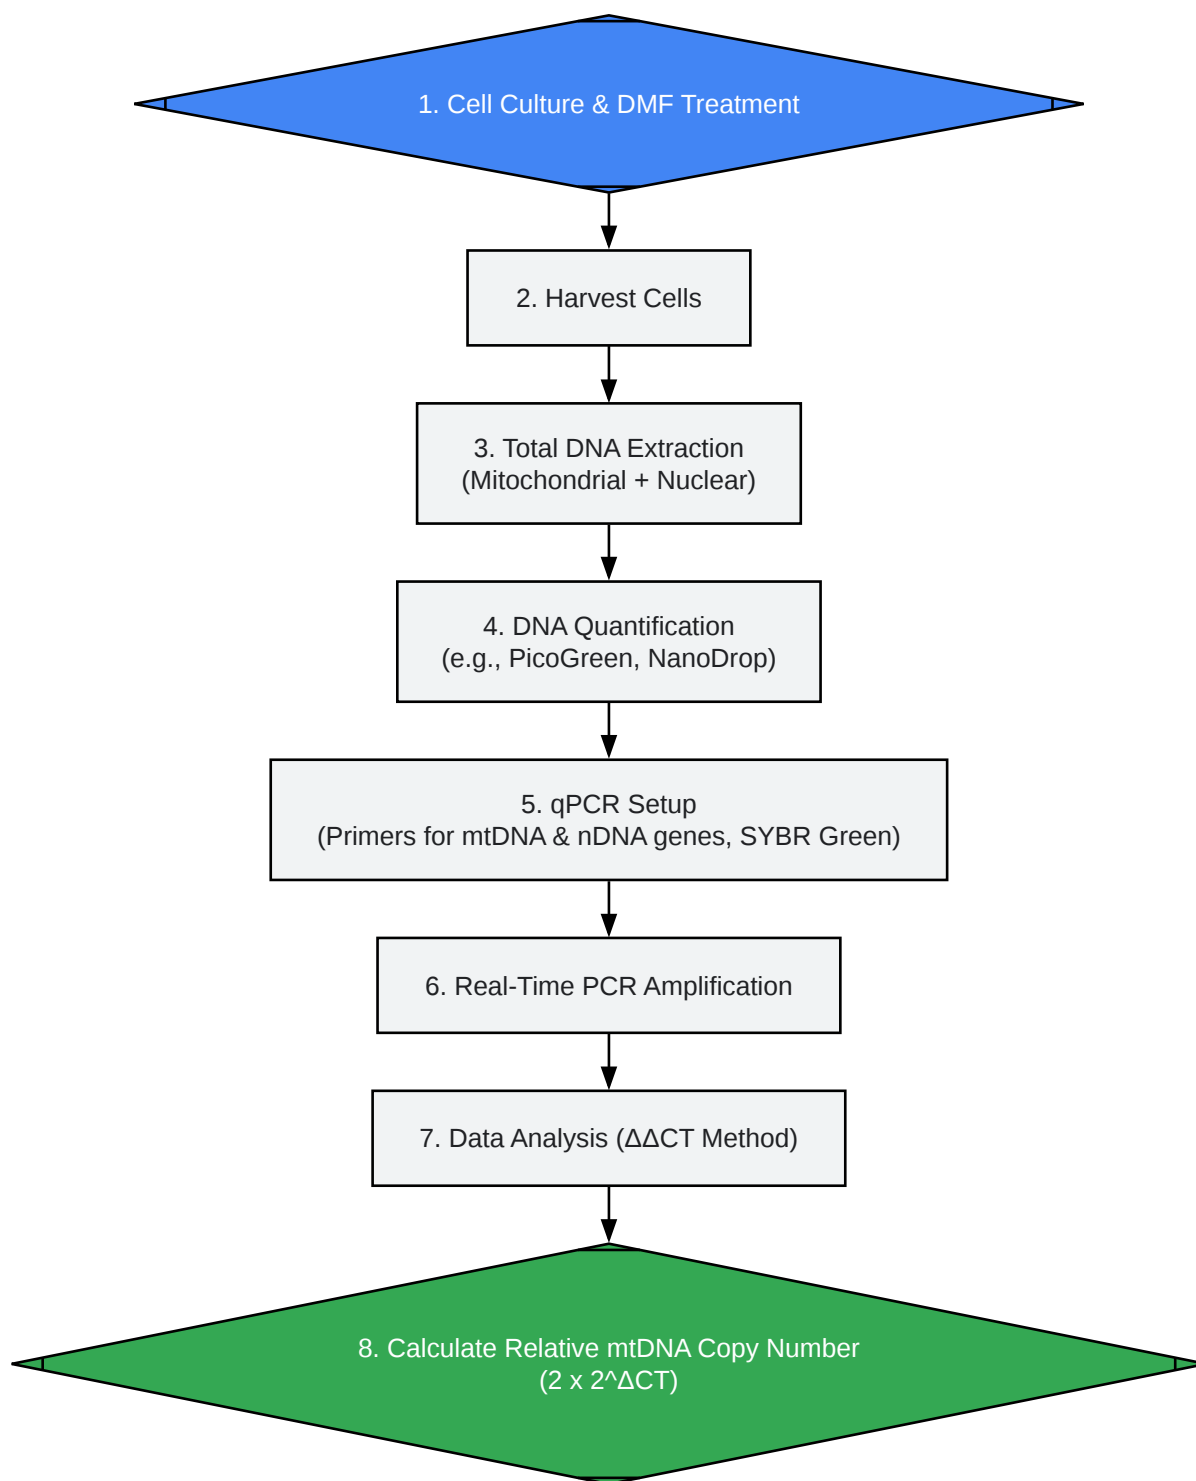 1. Cell Culture & DMF Treatment
2. Harvest Cells
3. Total DNA Extraction
(Mitochondrial + Nuclear)
4. DNA Quantification
(e.g., PicoGreen, NanoDrop)
5. qPCR Setup
(Primers for mtDNA & nDNA genes, SYBR Green)
6. Real-Time PCR Amplification
7. Data Analysis (ΔΔCT Method)
8. Calculate Relative mtDNA Copy Number
(2 x 2^ΔCT)